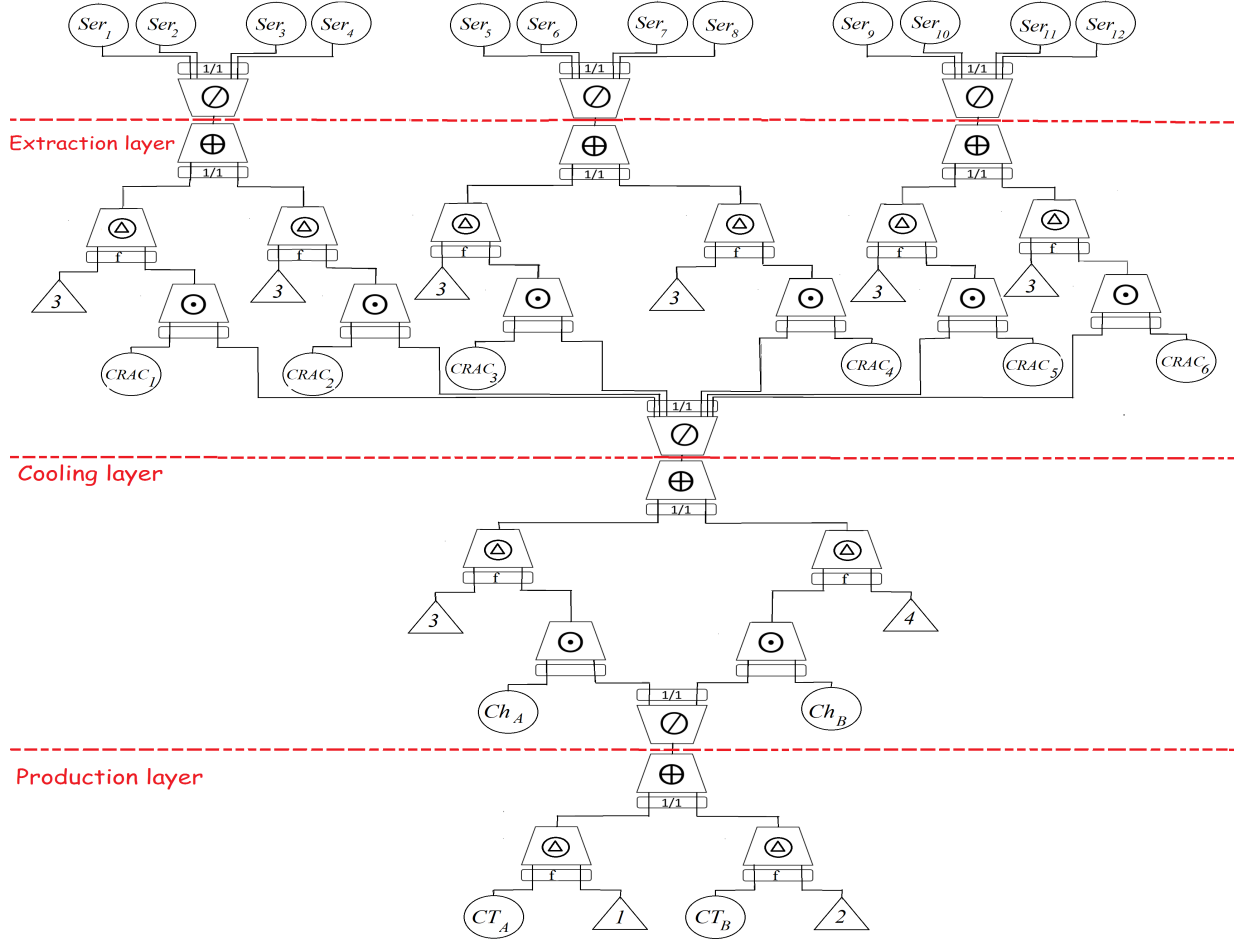 Ser1 Ser2 Ser3 Ser4 Ser5 Ser6 Ser7 Ser8 Ser9 Ser10 Ser11 Ser12
1/1 1/1 1/1
Extraction layer
1/1 1/1 1/1
f f f f f f
3 3 3 3 3 3
CRAC1 CRAC2 CRAC3 CRAC4 CRAC5 CRAC6
1/1
Cooling layer
1/1
f f
3 4
ChA ChB
1/1
Production layer
1/1
f f
CTA 1 CTB 2